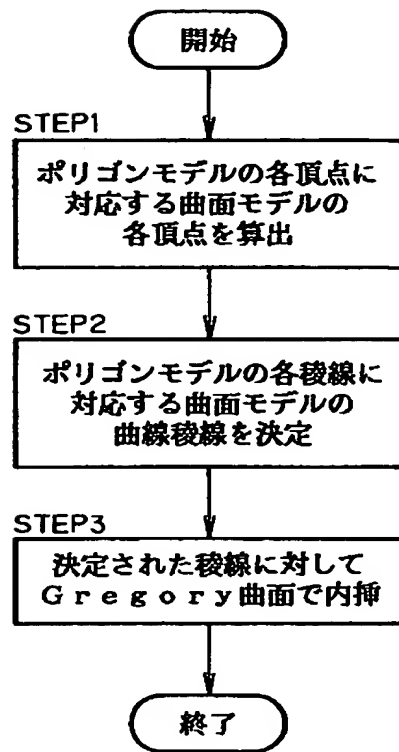 開始
STEP1
ポリゴンモデルの各頂点に
対応する曲面モデルの
各頂点を算出
STEP2
ポリゴンモデルの各稜線に
対応する曲面モデルの
曲線稜線を決定
STEP3
決定された稜線に対して
Gregory曲面で内挿
終了